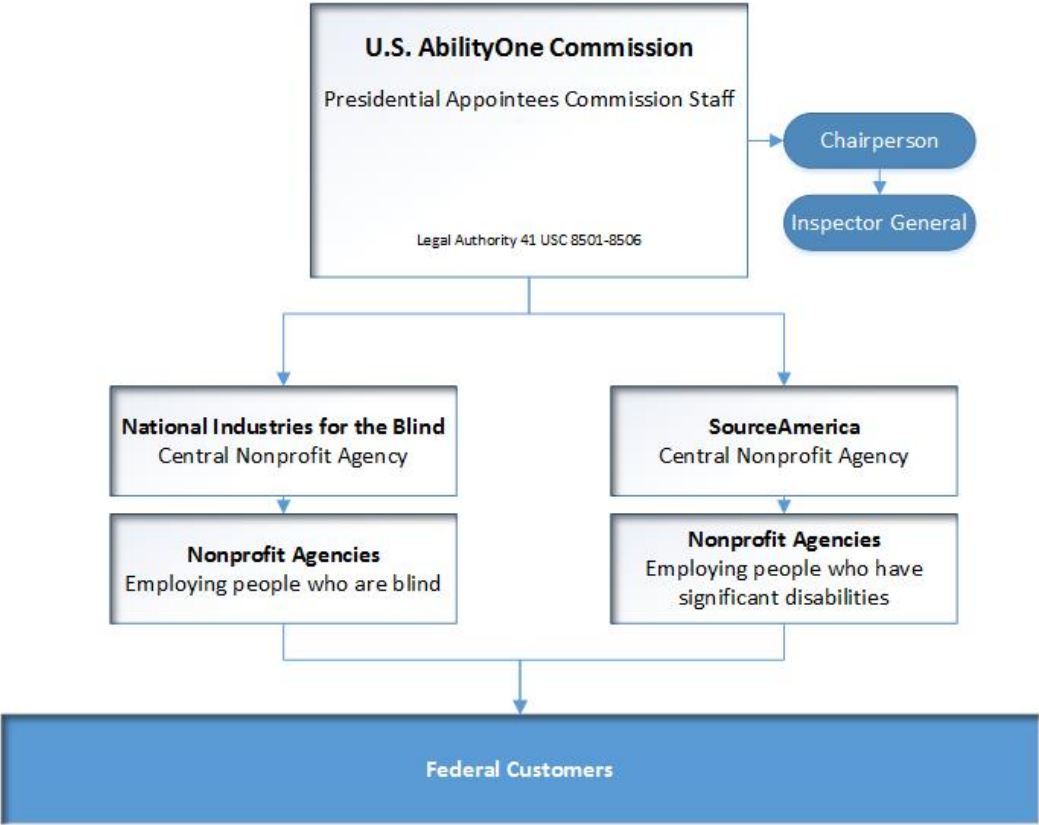 U.S. AbilityOne Commission
Presidential Appointees Commission Staff
Legal Authority 41 USC 8501-8506
Chairperson
Inspector General
National Industries for the Blind
Central Nonprofit Agency
SourceAmerica
Central Nonprofit Agency
Nonprofit Agencies
Employing people who are blind
Nonprofit Agencies
Employing people who have
significant disabilities
Federal Customers